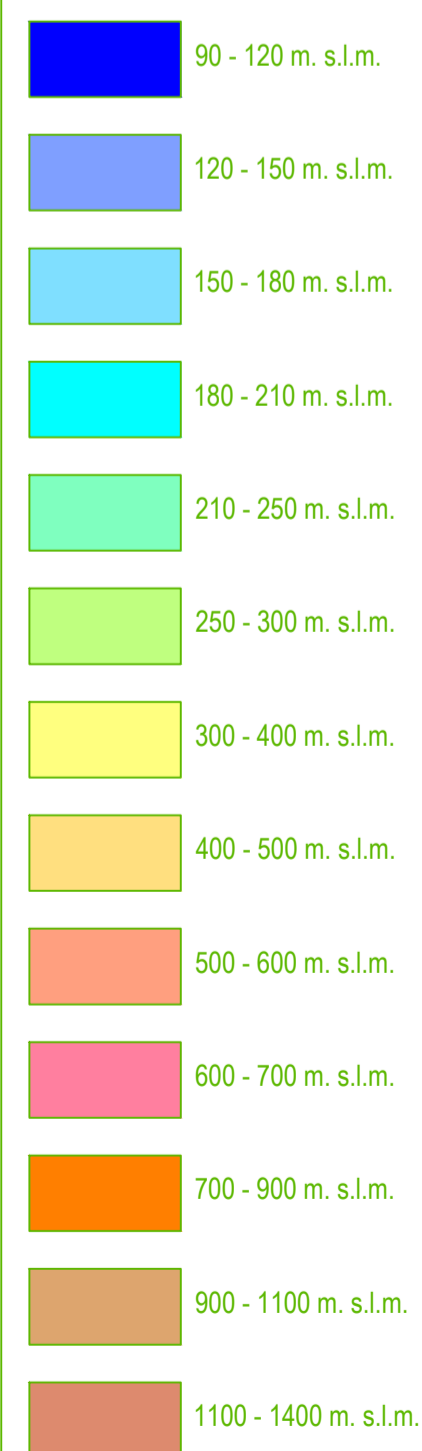 90 - 120 m. s.l.m.
120 - 150 m. s.l.m.
150 - 180 m. s.l.m.
180 - 210 m. s.l.m.
210 - 250 m. s.l.m.
250 - 300 m. s.l.m.
300 - 400 m. s.l.m.
400 - 500 m. s.l.m.
500 - 600 m. s.l.m.
600 - 700 m. s.l.m.
700 - 900 m. s.l.m.
900 - 1100 m. s.l.m.
1100 - 1400 m. s.l.m.